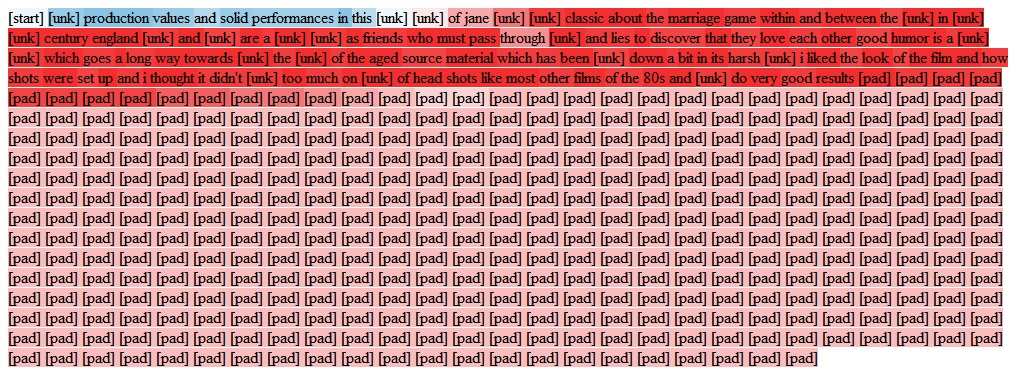 [start] [unk] production values and solid performances in this [unk] [unk] of jane [unk] [unk] classic about the marriage game within and between the [unk] in [unk]
[unk] century england [unk] and [unk] are a [unk] [unk] as friends who must pass through [unk] and lies to discover that they love each other good humor is a [unk]
[unk] which goes a long way towards [unk] the [unk] of the aged source material which has been [unk] down a bit in its harsh [unk] i liked the look of the film and how
shots were set up and i thought it didn't [unk] too much on [unk] of head shots like most other films of the 80s and [unk] do very good results [pad] [pad] [pad] [pad]
[pad] [pad] [pad] [pad] [pad] [pad] [pad] [pad] [pad] [pad] [pad] [pad] [pad] [pad] [pad] [pad] [pad] [pad] [pad] [pad] [pad] [pad] [pad] [pad] [pad] [pad] [pad]
[pad] [pad] [pad] [pad] [pad] [pad] [pad] [pad] [pad] [pad] [pad] [pad] [pad] [pad] [pad] [pad] [pad] [pad] [pad] [pad] [pad] [pad] [pad] [pad] [pad] [pad] [pad]
[pad] [pad] [pad] [pad] [pad] [pad] [pad] [pad] [pad] [pad] [pad] [pad] [pad] [pad] [pad] [pad] [pad] [pad] [pad] [pad] [pad] [pad] [pad] [pad] [pad] [pad] [pad]
[pad] [pad] [pad] [pad] [pad] [pad] [pad] [pad] [pad] [pad] [pad] [pad] [pad] [pad] [pad] [pad] [pad] [pad] [pad] [pad] [pad] [pad] [pad] [pad] [pad] [pad] [pad]
[pad] [pad] [pad] [pad] [pad] [pad] [pad] [pad] [pad] [pad] [pad] [pad] [pad] [pad] [pad] [pad] [pad] [pad] [pad] [pad] [pad] [pad] [pad] [pad] [pad] [pad] [pad]
[pad] [pad] [pad] [pad] [pad] [pad] [pad] [pad] [pad] [pad] [pad] [pad] [pad] [pad] [pad] [pad] [pad] [pad] [pad] [pad] [pad] [pad] [pad] [pad] [pad] [pad] [pad]
[pad] [pad] [pad] [pad] [pad] [pad] [pad] [pad] [pad] [pad] [pad] [pad] [pad] [pad] [pad] [pad] [pad] [pad] [pad] [pad] [pad] [pad] [pad] [pad] [pad] [pad] [pad]
[pad] [pad] [pad] [pad] [pad] [pad] [pad] [pad] [pad] [pad] [pad] [pad] [pad] [pad] [pad] [pad] [pad] [pad] [pad] [pad] [pad] [pad] [pad] [pad] [pad] [pad] [pad]
[pad] [pad] [pad] [pad] [pad] [pad] [pad] [pad] [pad] [pad] [pad] [pad] [pad] [pad] [pad] [pad] [pad] [pad] [pad] [pad] [pad] [pad] [pad] [pad] [pad] [pad] [pad]
[pad] [pad] [pad] [pad] [pad] [pad] [pad] [pad] [pad] [pad] [pad] [pad] [pad] [pad] [pad] [pad] [pad] [pad] [pad] [pad] [pad] [pad] [pad] [pad] [pad] [pad] [pad]
[pad] [pad] [pad] [pad] [pad] [pad] [pad] [pad] [pad] [pad] [pad] [pad] [pad] [pad] [pad] [pad] [pad] [pad] [pad] [pad] [pad] [pad] [pad] [pad] [pad] [pad] [pad]
[pad] [pad] [pad] [pad] [pad] [pad] [pad] [pad] [pad] [pad] [pad] [pad] [pad] [pad] [pad] [pad] [pad] [pad] [pad] [pad] [pad] [pad] [pad] [pad] [pad] [pad] [pad]
[pad] [pad] [pad] [pad] [pad] [pad] [pad] [pad] [pad] [pad] [pad] [pad] [pad] [pad] [pad] [pad] [pad] [pad] [pad] [pad] [pad] [pad] [pad] [pad] [pad] [pad] [pad]
[pad] [pad] [pad] [pad] [pad] [pad] [pad] [pad] [pad] [pad] [pad] [pad] [pad] [pad] [pad] [pad] [pad] [pad] [pad] [pad] [pad] [pad]